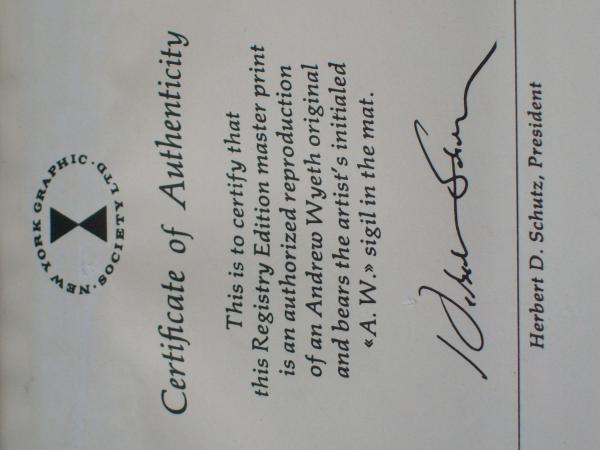 NEW YORK GRAPHIC · SOCIETY LTD ·
Certificate of Authenticity
This is to certify that
this Registry Edition master print
is an authorized reproduction
of an Andrew Wyeth original
and bears the artist's initialed
«A. W.» sigil in the mat.
Herbert D. Schutz, President